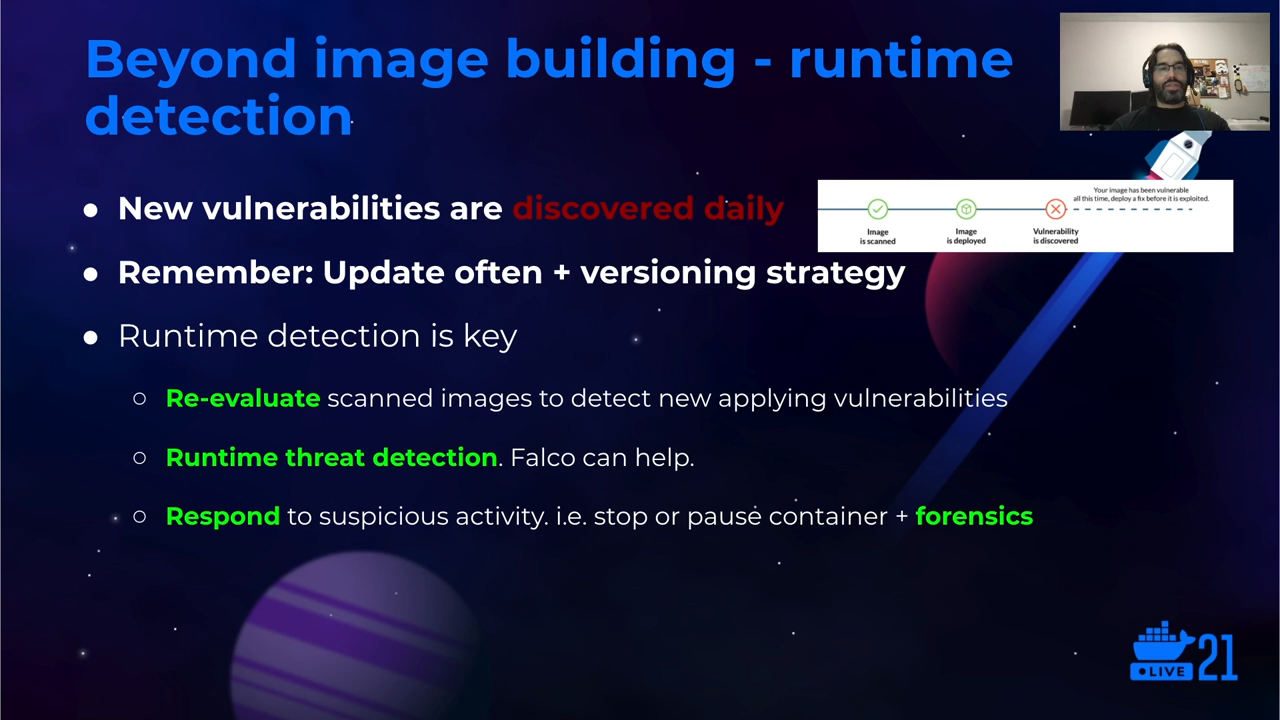 Beyond image building - runtime
detection
● New vulnerabilities are discovered daily
Your image has been vulnerable
all this time, deploy a fix before it is exploited.
Image
is scanned
Image
is deployed
Vulnerability
is discovered
● Remember: Update often + versioning strategy
● Runtime detection is key
○ Re-evaluate scanned images to detect new applying vulnerabilities
○ Runtime threat detection. Falco can help.
○ Respond to suspicious activity. i.e. stop or pause container + forensics
LIVE 21